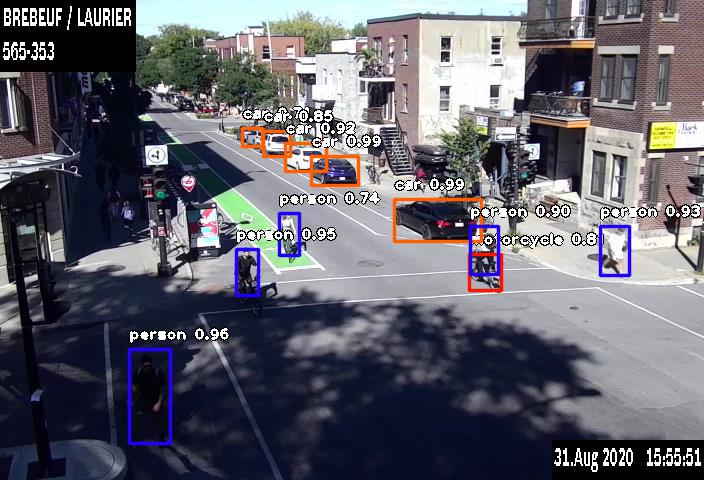 BREBEUF / LAURIER
565-353
car 0.85
car 0.92
car 0.99
person 0.74
car 0.99
person 0.90
person 0.93
person 0.95
person 0.96
31.Aug 2020 15:55:51